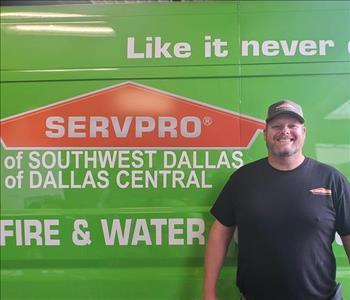 Like it never
SERVPRO®
of SOUTHWEST DALLAS
of DALLAS CENTRAL
FIRE & WATER